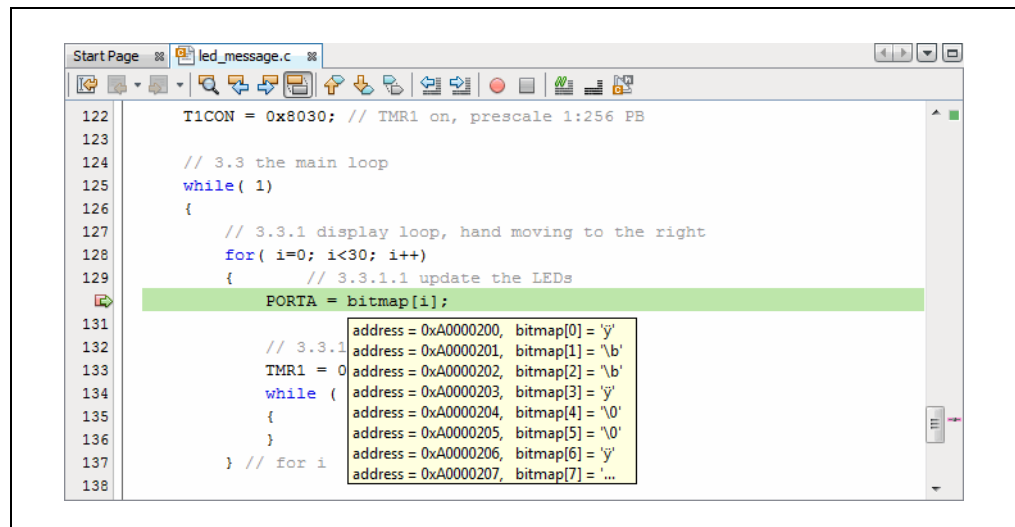 Start Page led_message.c
122 T1CON = 0x8030; // TMR1 on, prescale 1:256 PB
123
124 // 3.3 the main loop
125 while( 1)
126 {
127 // 3.3.1 display loop, hand moving to the right
128 for( i=0; i<30; i++)
129 { // 3.3.1.1 update the LEDs
PORTA = bitmap[i];
131 address = 0xA0000200, bitmap[0] = 'ÿ'
address = 0xA0000201, bitmap[1] = '\b'
132 // 3.3.1 address = 0xA0000202, bitmap[2] = '\b'
133 TMR1 = 0 address = 0xA0000203, bitmap[3] = 'ÿ'
134 while ( address = 0xA0000204, bitmap[4] = '\0'
135 { address = 0xA0000205, bitmap[5] = '\0'
136 } address = 0xA0000206, bitmap[6] = 'ÿ'
137 } // for i address = 0xA0000207, bitmap[7] = '...
138